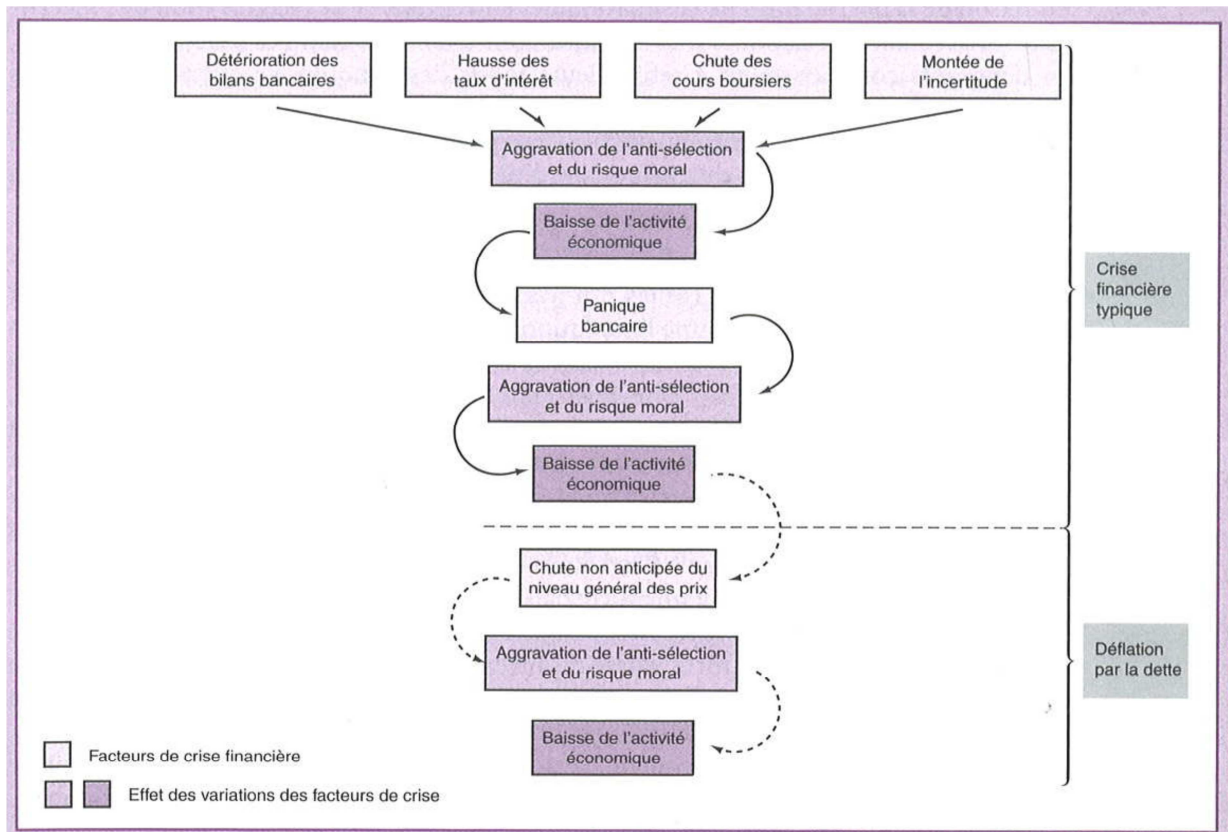 Détérioration des
bilans bancaires
Hausse des
taux d'intérêt
Chute des
cours boursiers
Montée de
l'incertitude
Aggravation de l'anti-sélection
et du risque moral
Baisse de l'activité
économique
Crise
financière
typique
Panique
bancaire
Aggravation de l'anti-sélection
et du risque moral
Baisse de l'activité
économique
Chute non anticipée du
niveau général des prix
Aggravation de l'anti-sélection
et du risque moral
Déflation
par la dette
Baisse de l'activité
économique
Facteurs de crise financière
Effet des variations des facteurs de crise